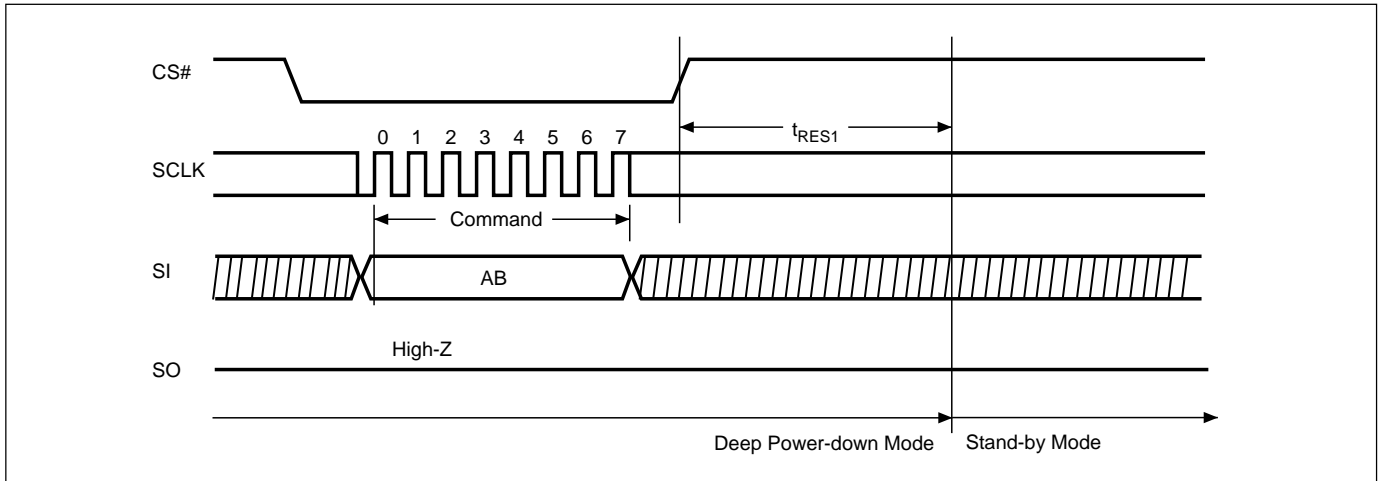 CS#
tRES1
0 1 2 3 4 5 6 7
SCLK
Command
SI
AB
High-Z
SO
Deep Power-down Mode
Stand-by Mode